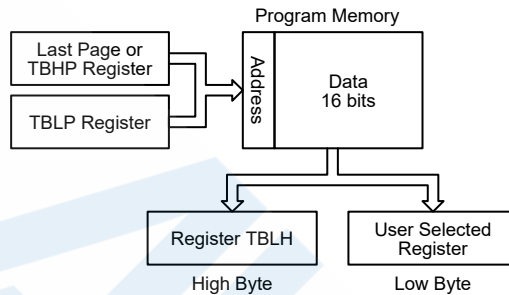 Program Memory
Last Page or
TBHP Register
TBLP Register
Address
Data
16 bits
Register TBLH
User Selected
Register
High Byte
Low Byte